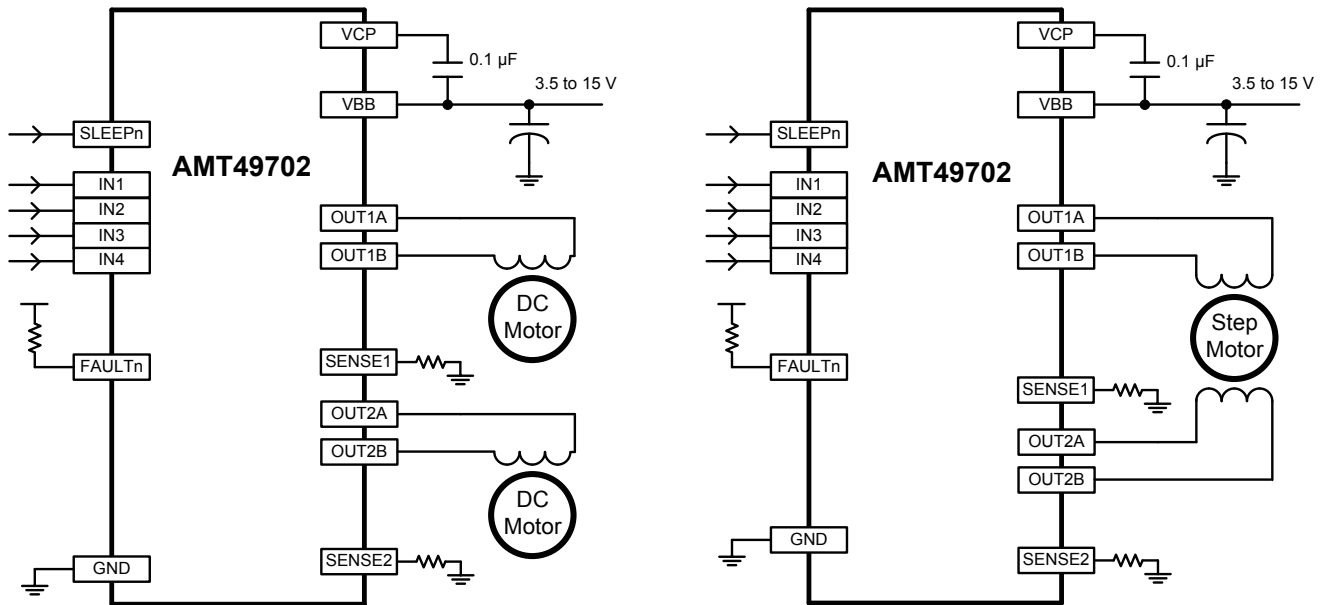 VCP
0.1 µF
3.5 to 15 V
VBB
SLEEPn
AMT49702
IN1
IN2
IN3
IN4
OUT1A
OUT1B
DC
Motor
FAULTn
SENSE1
OUT2A
OUT2B
DC
Motor
GND
SENSE2
VCP
0.1 µF
3.5 to 15 V
VBB
SLEEPn
AMT49702
IN1
IN2
IN3
IN4
OUT1A
OUT1B
Step
Motor
FAULTn
SENSE1
OUT2A
OUT2B
GND
SENSE2